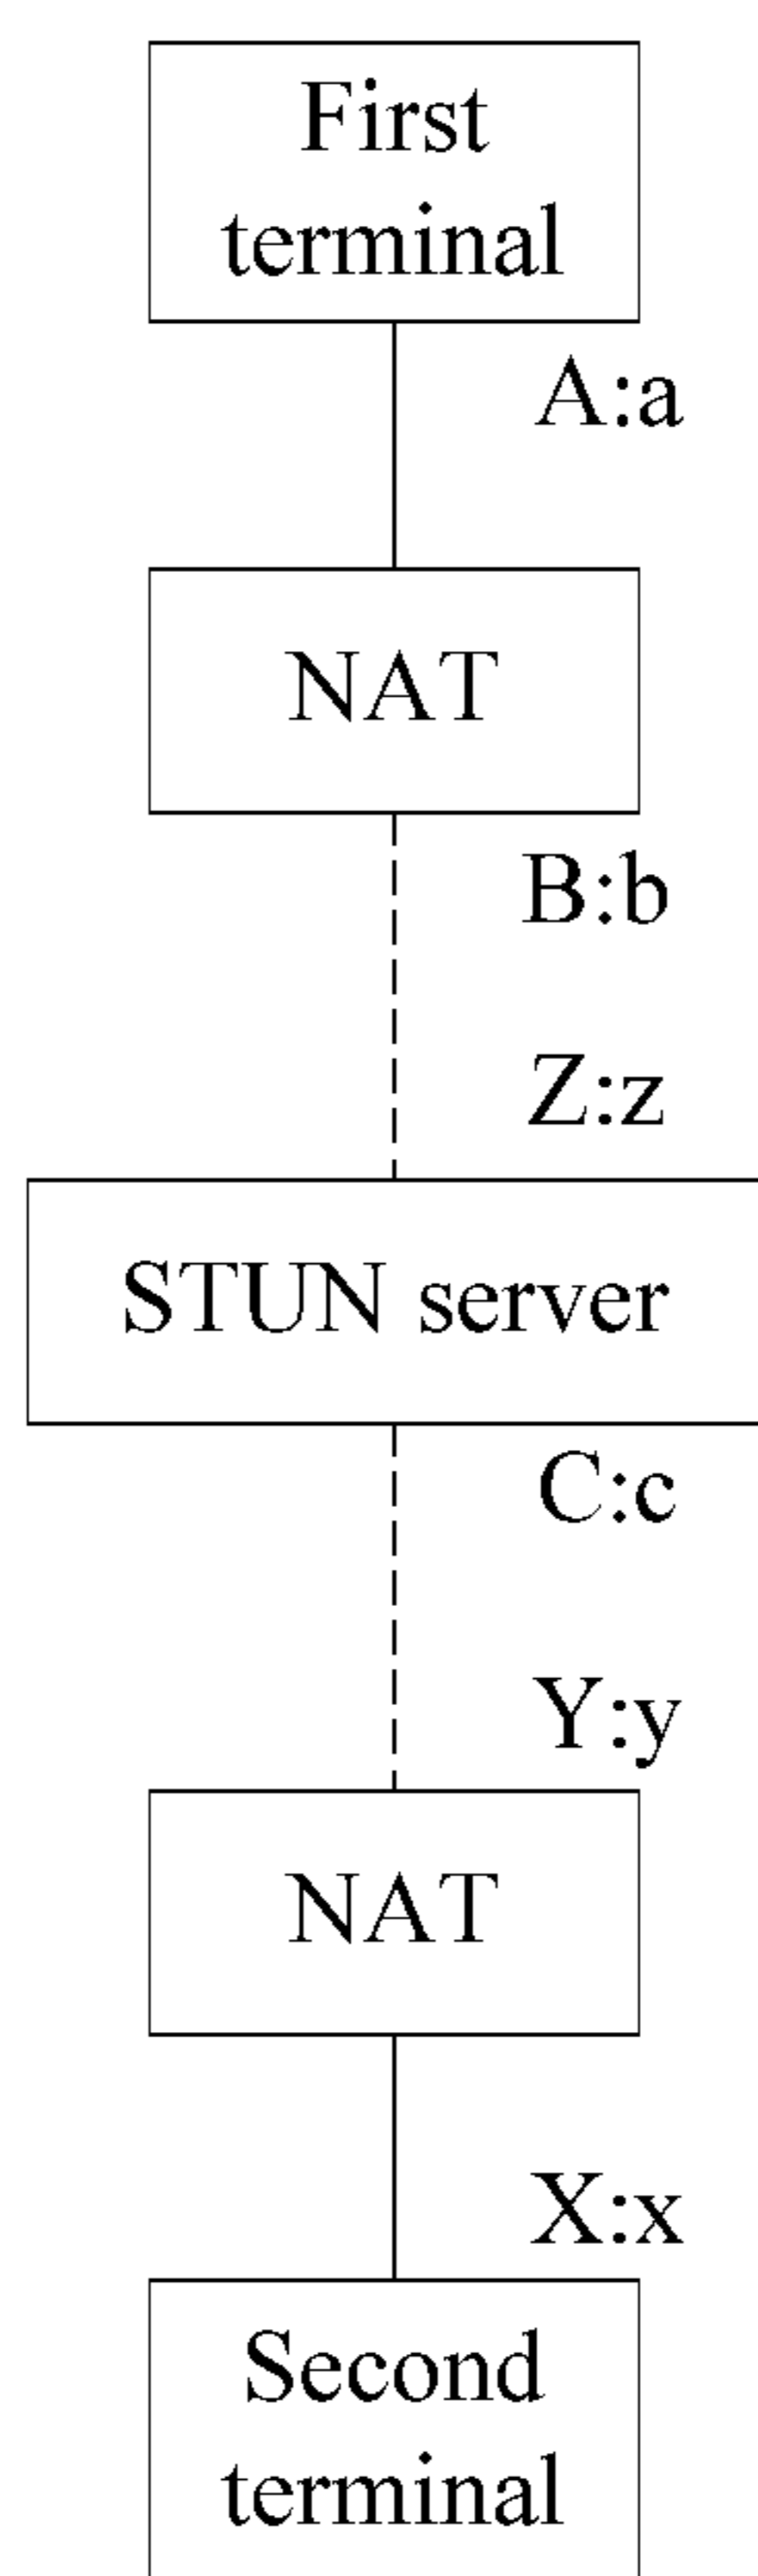 First
terminal
A:a
NAT
B:b
Z:z
STUN server
C:c
Y:y
NAT
X:x
Second
terminal